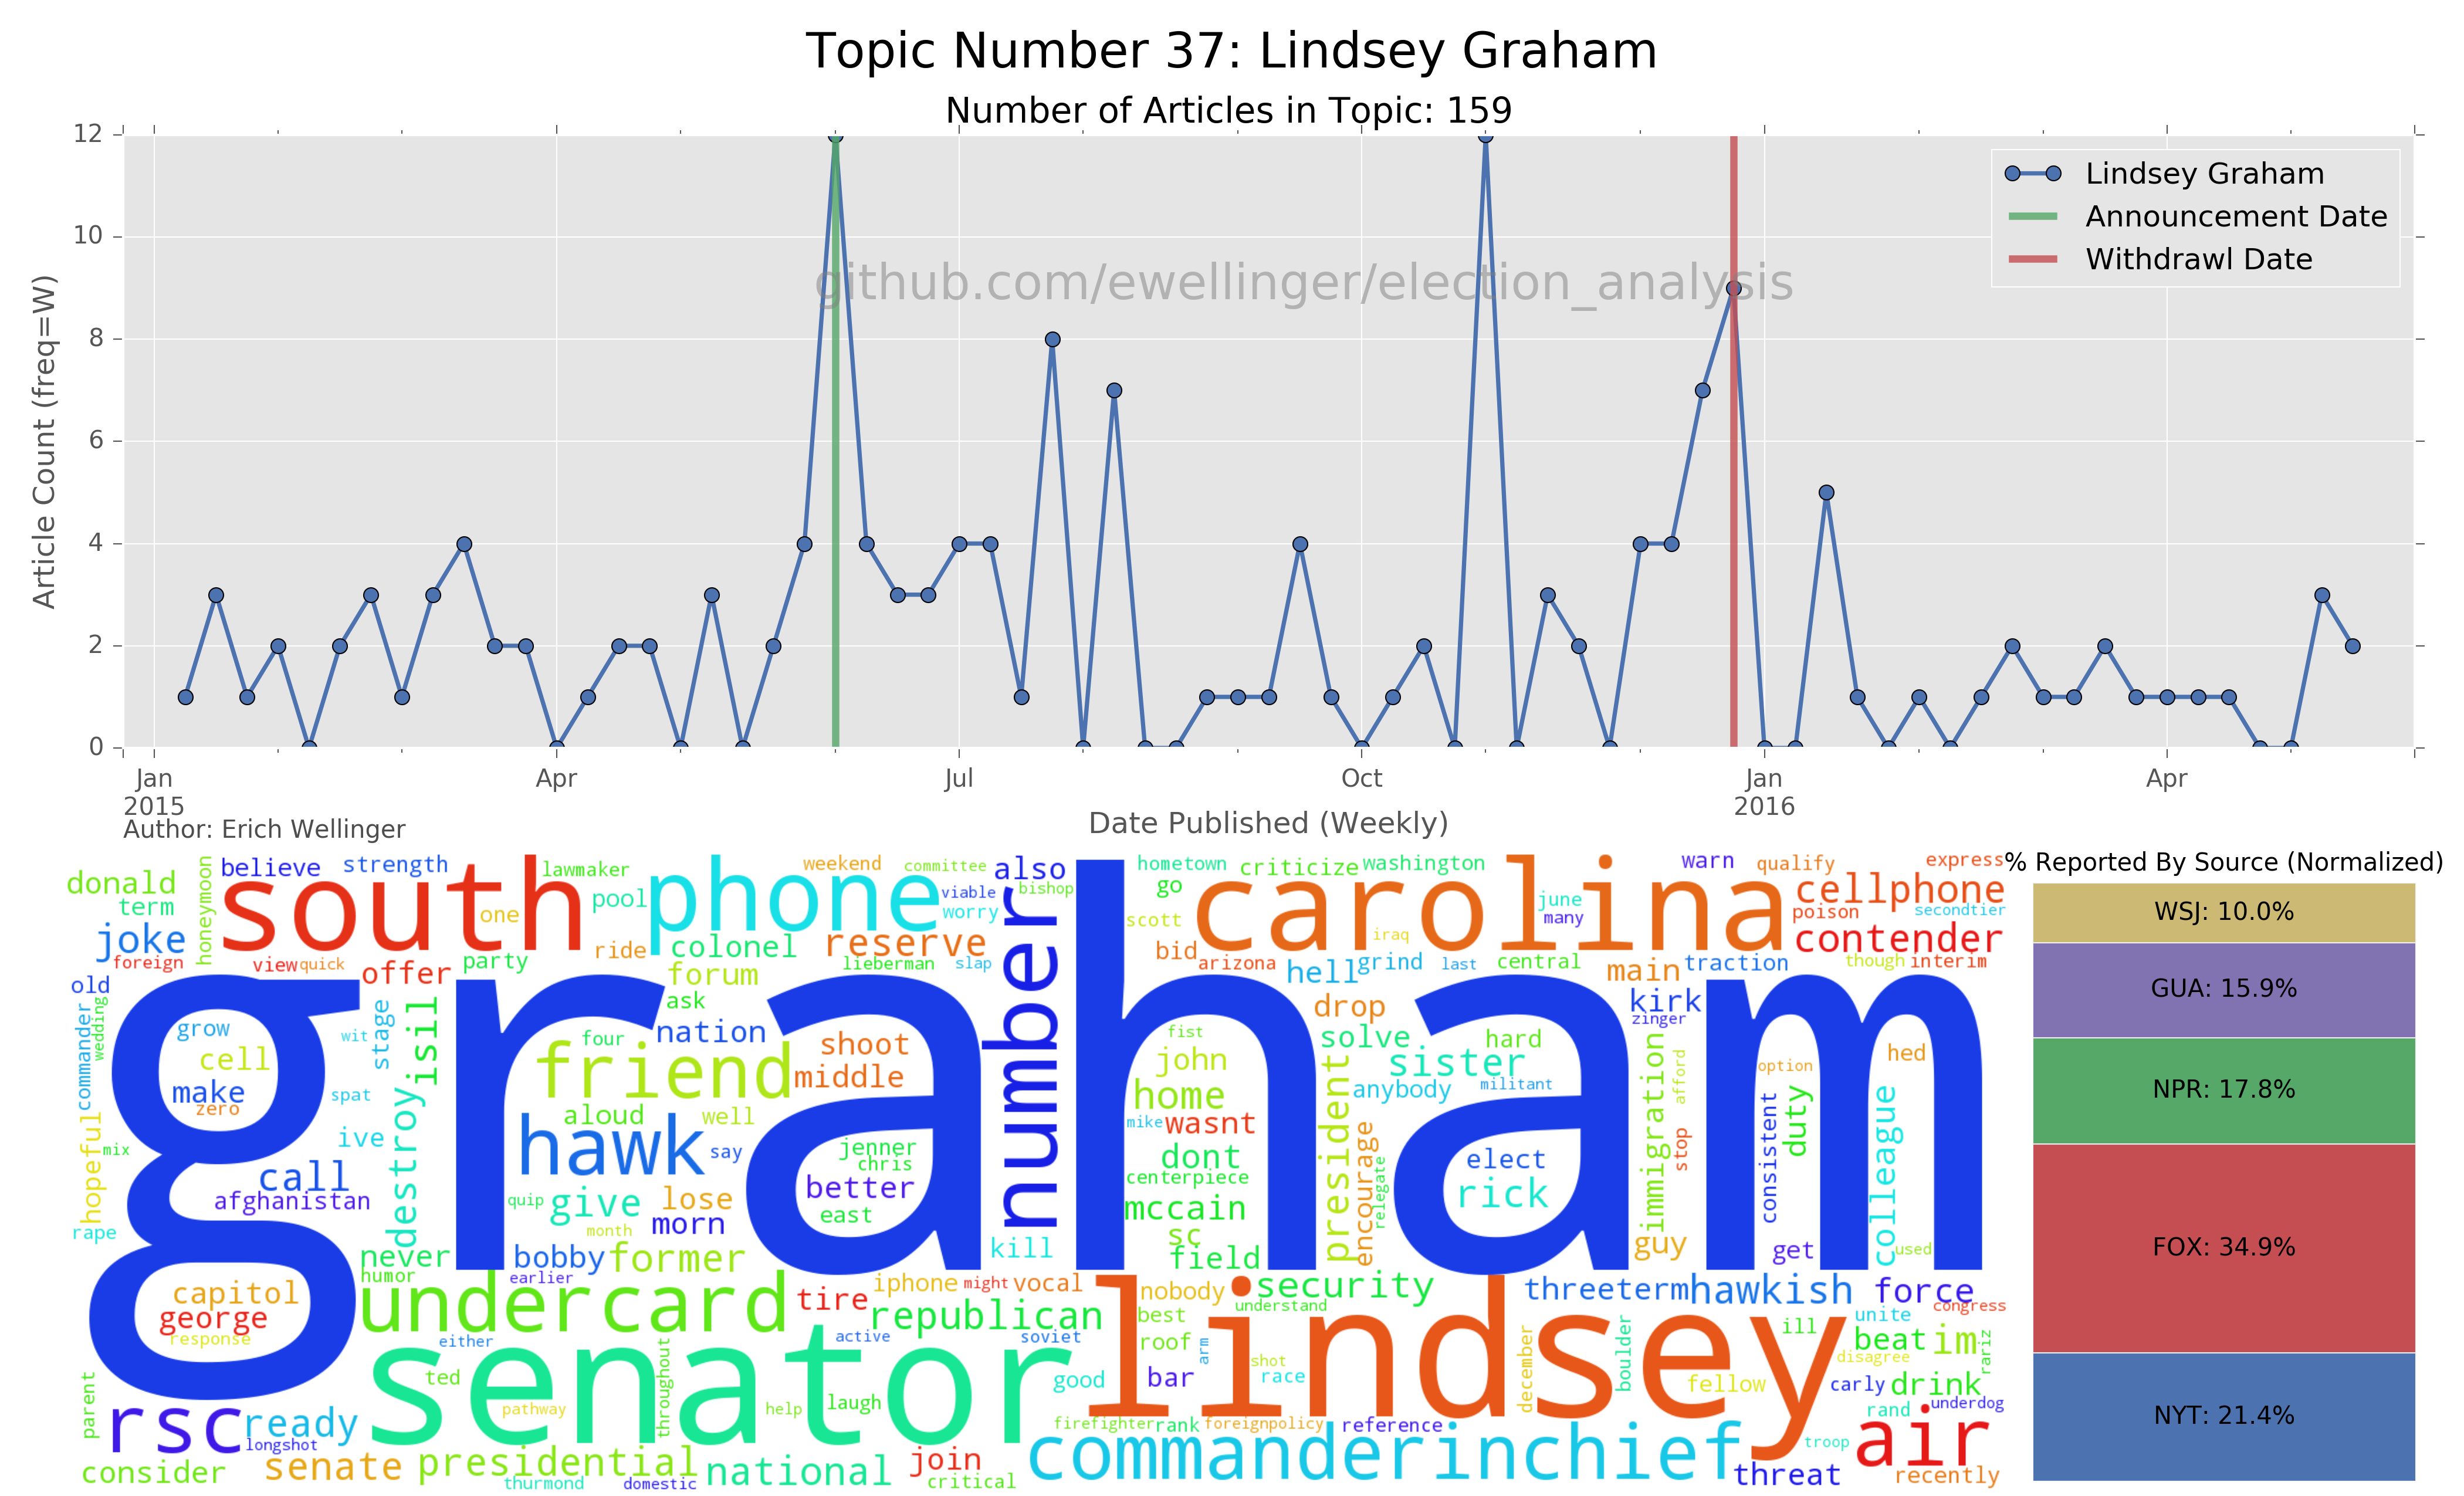 Topic Number 37: Lindsey Graham
Number of Articles in Topic: 159
12
10
8
6
4
2
0
Article Count (freq=W)
Lindsey Graham
Announcement Date
Withdrawl Date
github.com/ewellinger/election_analysis
Jan Apr Jul Oct Jan Apr
2015 2016
Author: Erich Wellinger
Date Published (Weekly)
donald honeymoon believe strength lawmaker weekend committee also hometown criticize washington warn qualify express
term south one pool phone viable bishop go carolina june cellphone
worry scott many poison secondtier
joke ride colonel reserve number iraq contender
foreign view quick offer party forum lieberman slap bid arizona hell grind last central main traction though interim
old graham
commander wedding grow wit stage isil ask nation four shoot fist drop kirk zinger
cell friend middle john solve sister hard immigration afford option hed
make zero spat destroy aloud well home president anybody militant consistent duty colleague
hopeful mix ive hawk say jenner chris mike wasnt encourage elect stop
call afghanistan quip give lose better dont centerpiece relegate rick
rape month morn east mccain sc guy get used
never bobby former kill field
humor earlier iphone might vocal nobody security threeterm hawkish force
capitol undercard tire republican best understand unite congress
george response either active soviet roof arm lindsey december boulder ill beat im rariz
parent ted senator throughout good bar shot race fellow disagree carly drink
rsc ready pathway help laugh firefighter rank foreignpolicy reference rand underdog
longshot commanderinchief troop air
consider senate presidential national join threat recently
thurmond domestic critical
% Reported By Source (Normalized)
WSJ: 10.0%
GUA: 15.9%
NPR: 17.8%
FOX: 34.9%
NYT: 21.4%